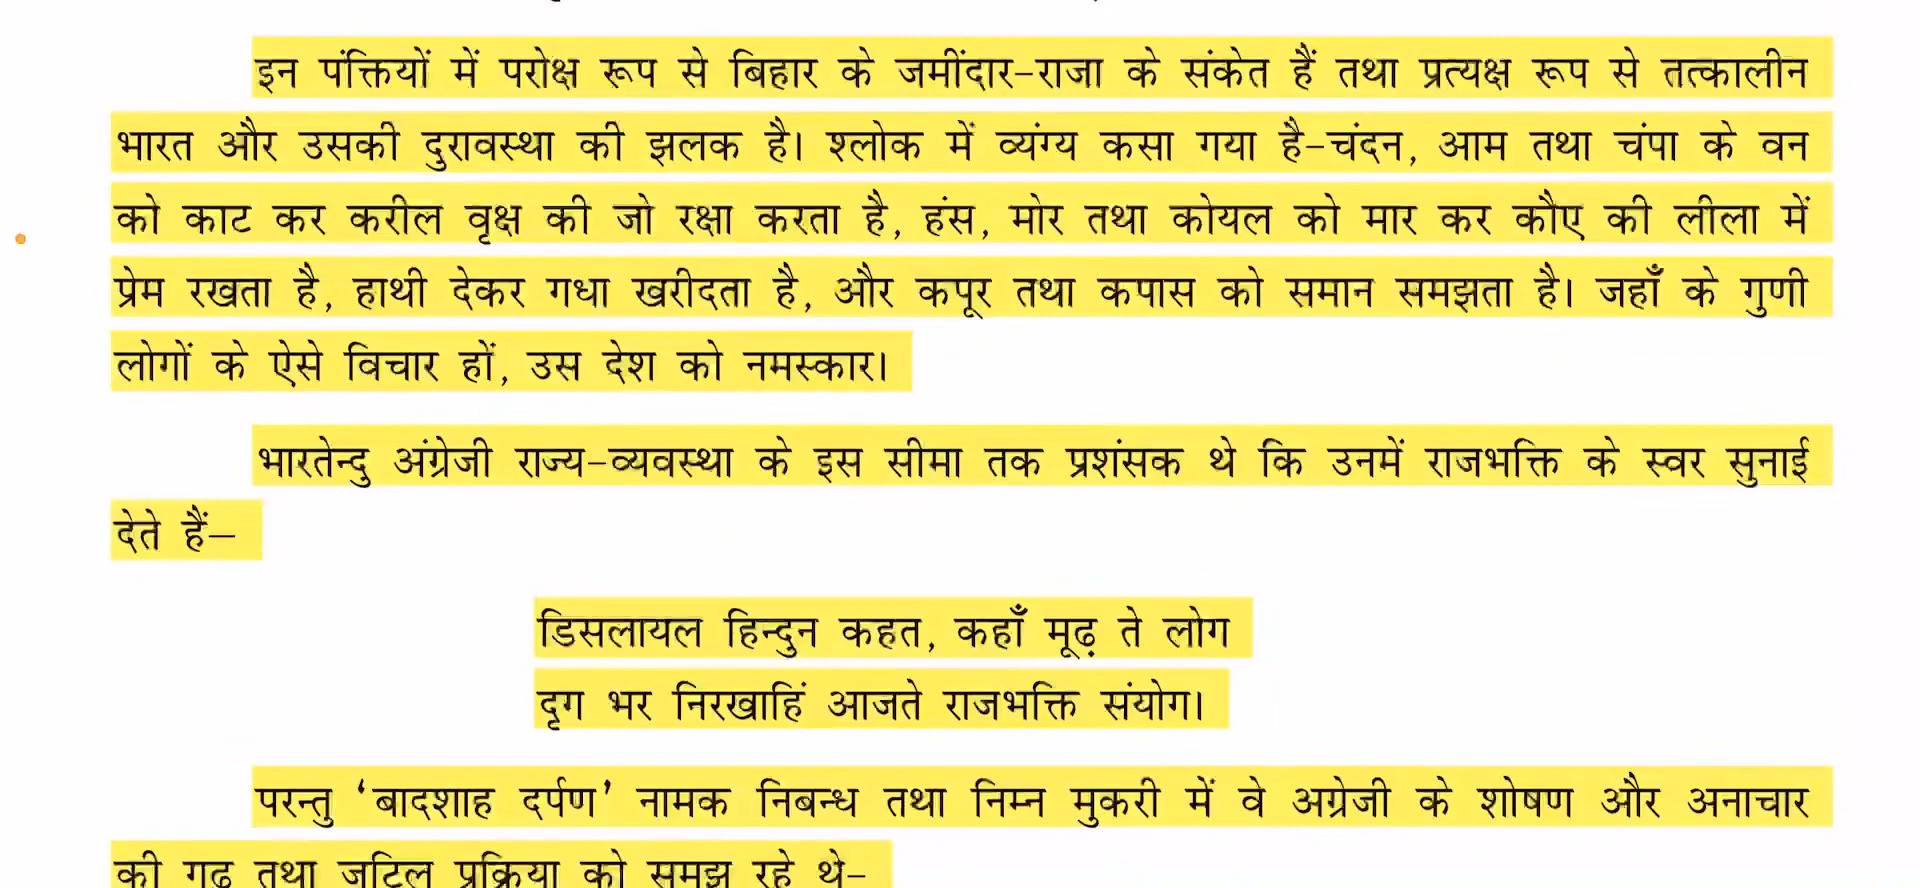 इन पंक्तियों में परोक्ष रूप से बिहार के जमींदार-राजा के संकेत हैं तथा प्रत्यक्ष रूप से तत्कालीन
भारत और उसकी दुरावस्था की झलक है। श्लोक में व्यंग्य कसा गया है-चंदन, आम तथा चंपा के वन
को काट कर करील वृक्ष की जो रक्षा करता है, हंस, मोर तथा कोयल को मार कर कौए की लीला में
प्रेम रखता है, हाथी देकर गधा खरीदता है, और कपूर तथा कपास को समान समझता है। जहाँ के गुणी
लोगों के ऐसे विचार हों, उस देश को नमस्कार।
भारतेन्दु अंग्रेजी राज्य-व्यवस्था के इस सीमा तक प्रशंसक थे कि उनमें राजभक्ति के स्वर सुनाई
देते हैं–
डिसलायल हिन्दुन कहत, कहाँ मूढ़ ते लोग
दृग भर निरखाहिं आजते राजभक्ति संयोग।
परन्तु ‘बादशाह दर्पण’ नामक निबन्ध तथा निम्न मुकरी में वे अग्रेजी के शोषण और अनाचार
की गढ़ तथा जटिल प्रक्रिया को समझ रहे थे–